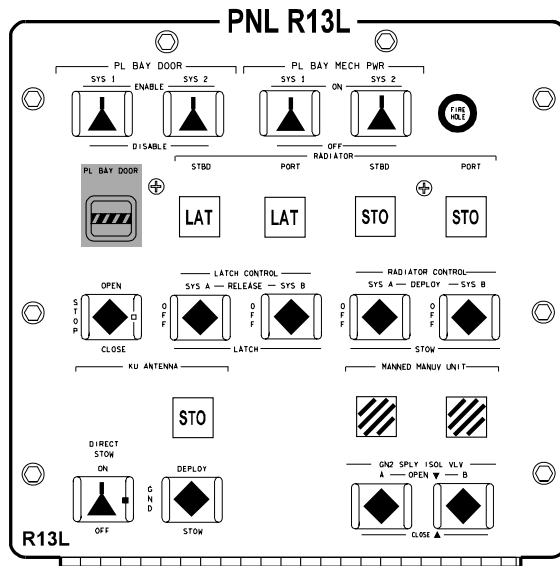 PNL R13L
PL BAY DOOR
PL BAY MECH PWR
SYS 1 ENABLE SYS 2
SYS 1 ON SYS 2
FIRE HOLE
DISABLE
OFF
RADIATOR
PL BAY DOOR
STBD PORT STBD PORT
LAT LAT STO STO
LATCH CONTROL
RADIATOR CONTROL
OPEN
SYS A RELEASE SYS B
SYS A DEPLOY SYS B
STOP
OFF
OFF
OFF
OFF
CLOSE
LATCH
STOW
KU ANTENNA
MANNED MANUV UNIT
STO
DIRECT STOW
ON
DEPLOY
GN2 SPLY ISOL VLV
A OPEN ▼ B
GND
OFF
STOW
CLOSE ▲
R13L